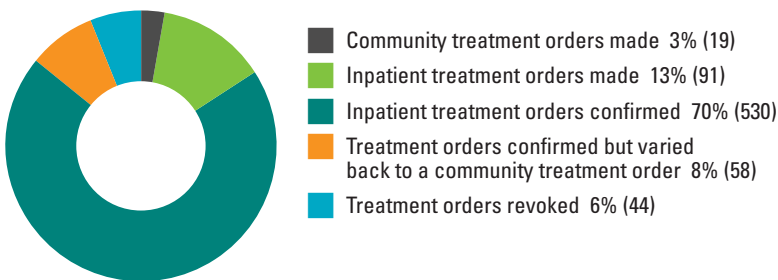 Community treatment orders made 3% (19)
Inpatient treatment orders made 13% (91)
Inpatient treatment orders confirmed 70% (530)
Treatment orders confirmed but varied
back to a community treatment order 8% (58)
Treatment orders revoked 6% (44)